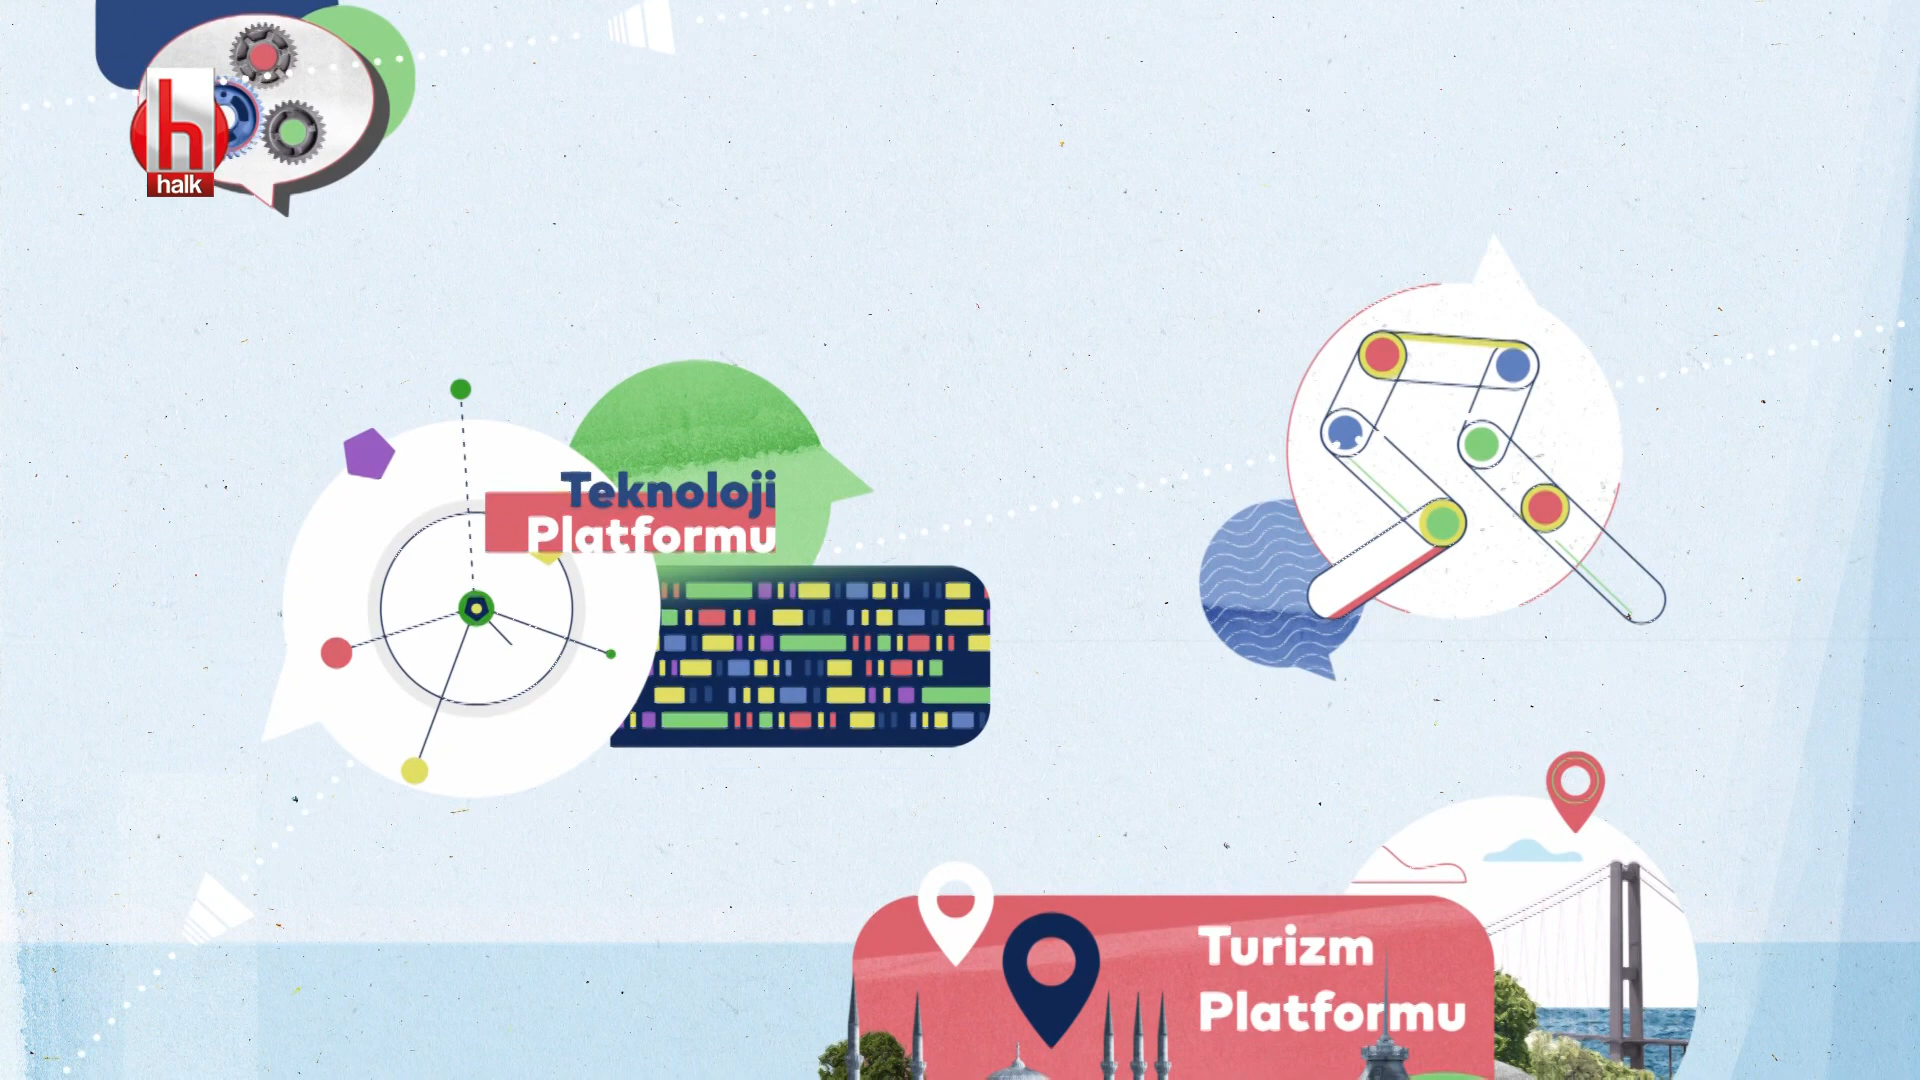 h
halk
Teknoloji
Platformu
Turizm
Platformu